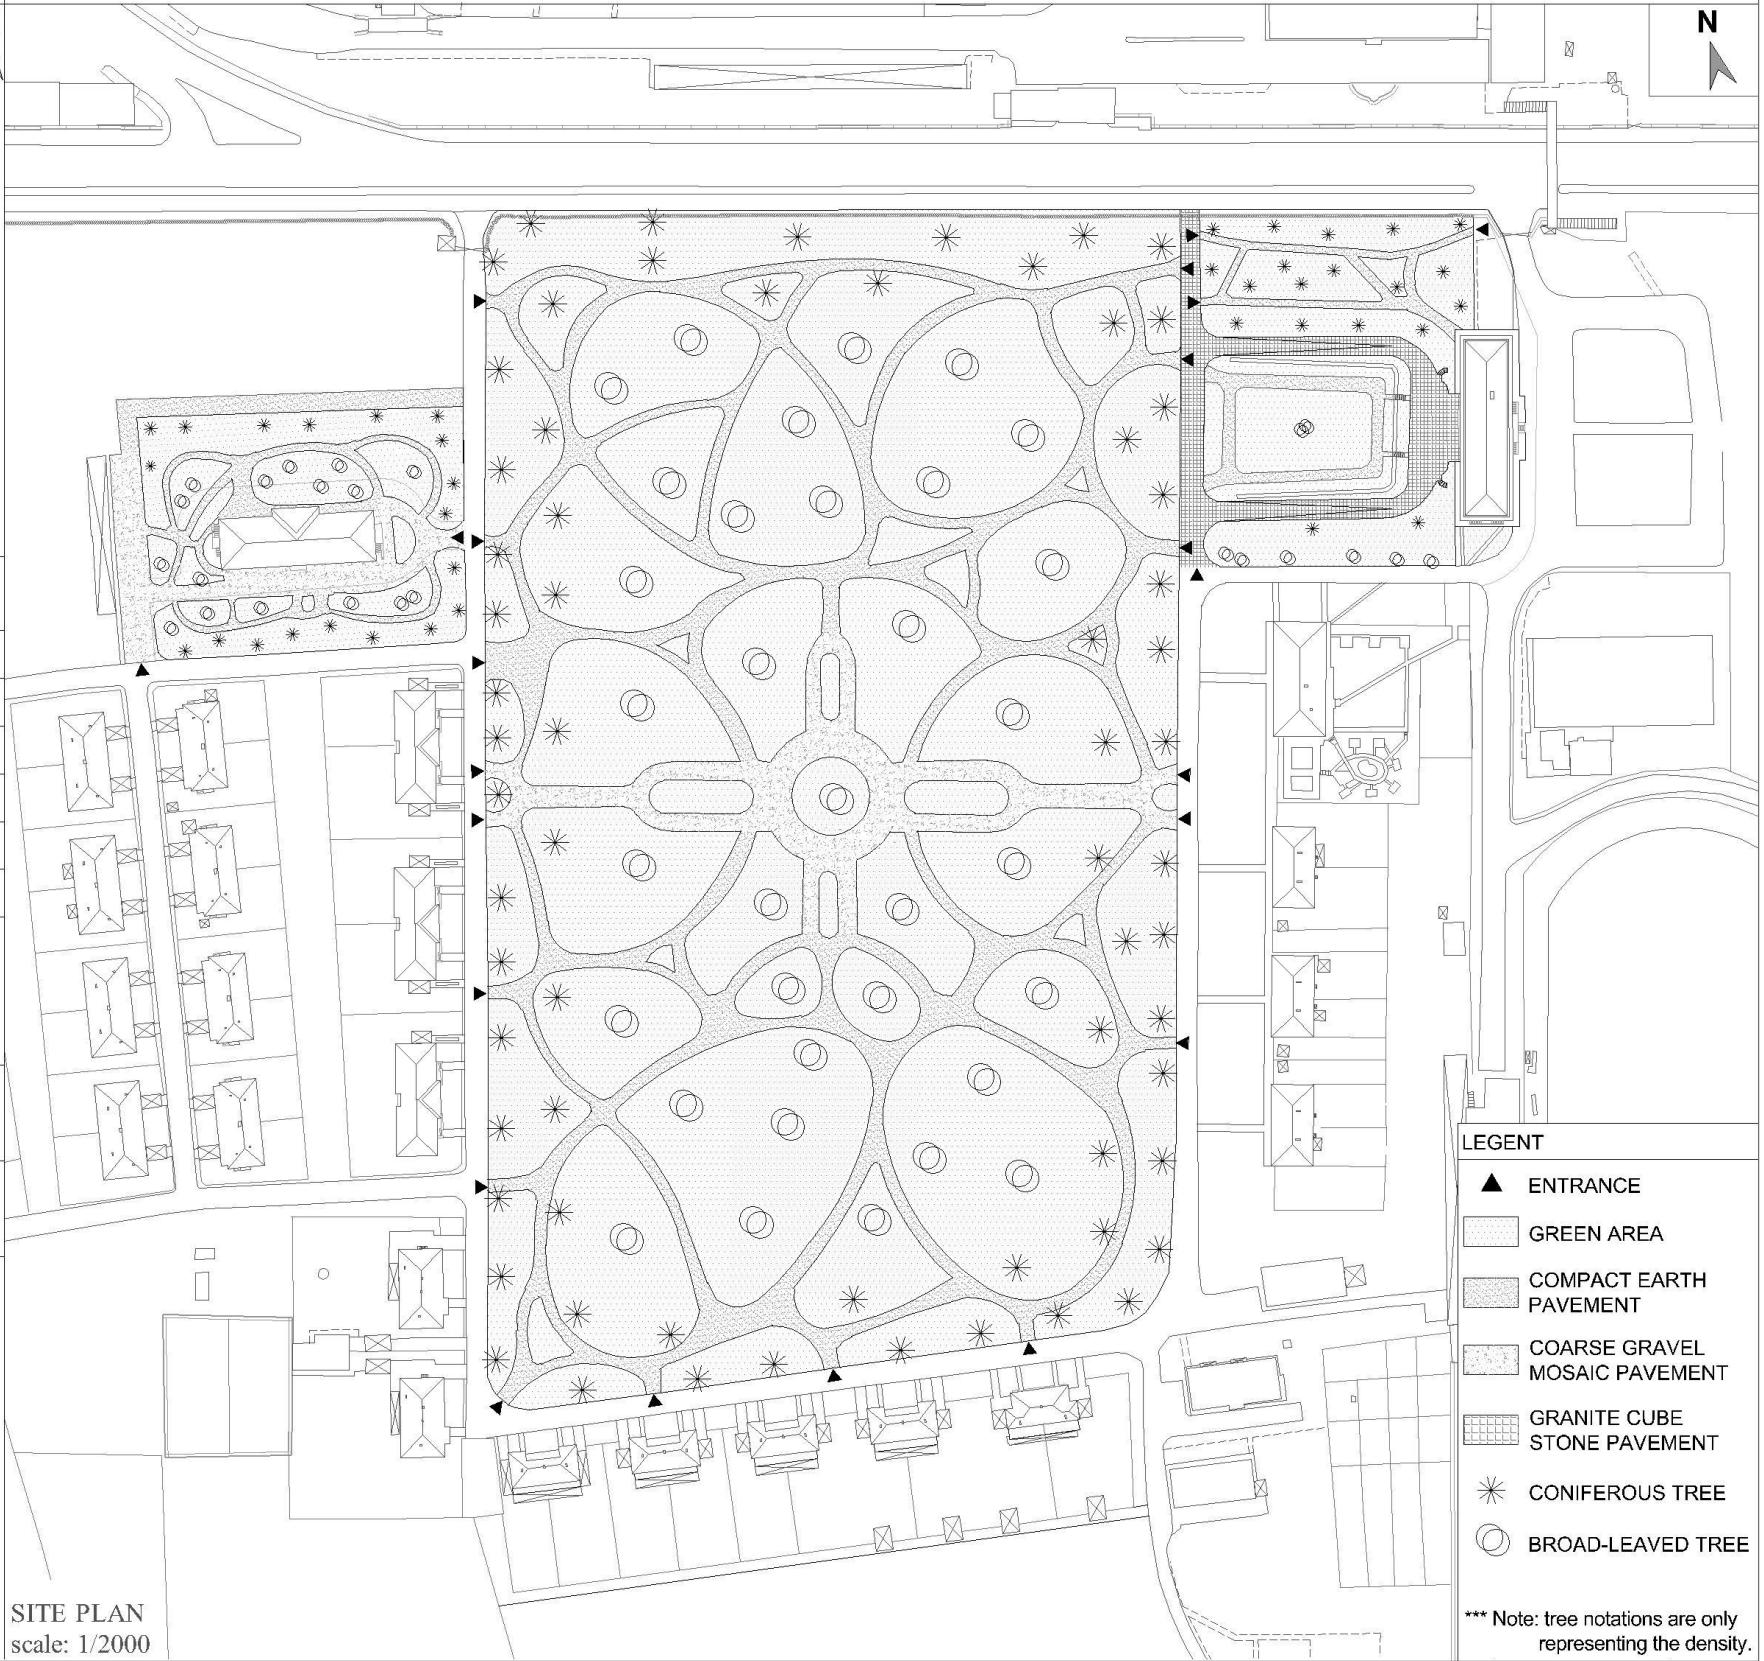 N
LEGENT
ENTRANCE
GREEN AREA
COMPACT EARTH
PAVEMENT
COARSE GRAVEL
MOSAIC PAVEMENT
GRANITE CUBE
STONE PAVEMENT
CONIFEROUS TREE
BROAD-LEAVED TREE
*** Note: tree notations are only
representing the density.
SITE PLAN
scale: 1/2000